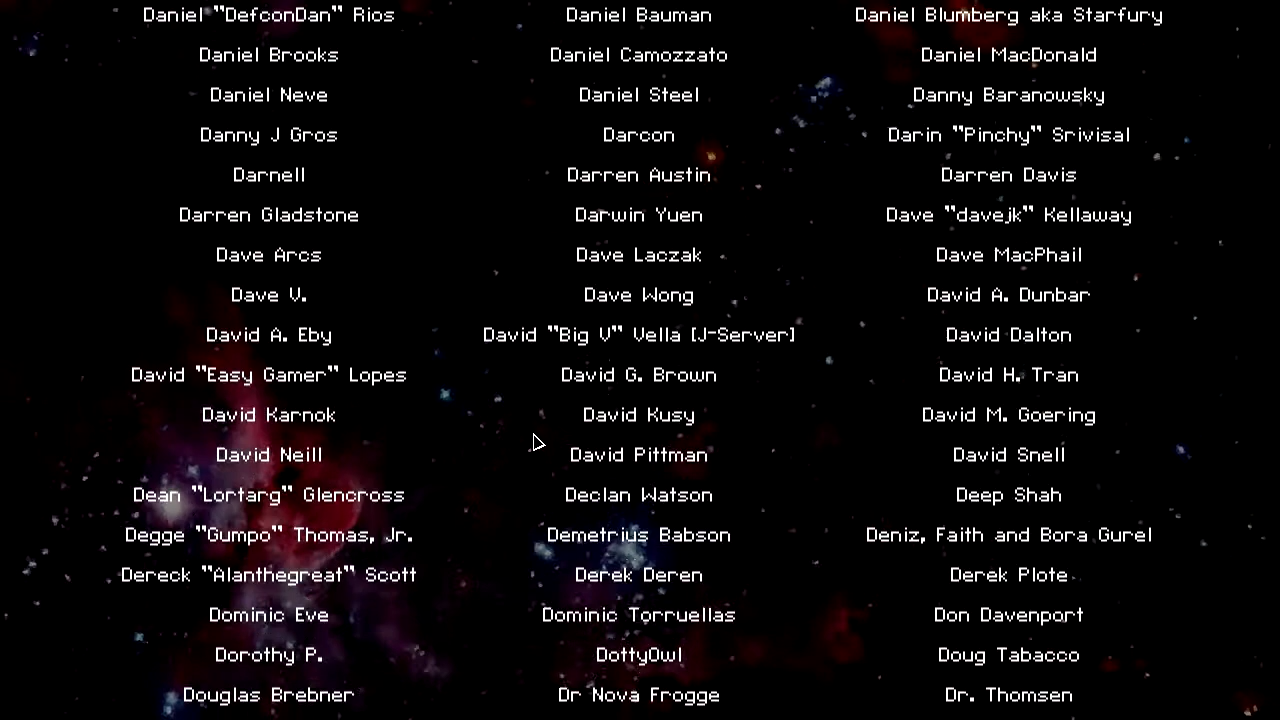 Daniel "DefconDan" Rios Daniel Bauman Daniel Blumberg aka Starfury
Daniel Brooks Daniel Camozzato Daniel MacDonald
Daniel Neve Daniel Steel Danny Baranowsky
Danny J Gros Darcon Darin "Pinchy" Srivisal
Darnell Darren Austin Darren Davis
Darren Gladstone Darwin Yuen Dave "davejk" Kellaway
Dave Arcs Dave Laczak Dave MacPhail
Dave V. Dave Wong David A. Dunbar
David A. Eby David "Big V" Vella [J-Server] David Dalton
David "Easy Gamer" Lopes David G. Brown David H. Tran
David Karnok David Kusy David M. Goering
David Neill David Pittman David Snell
Dean "Lortarg" Glencross Declan Watson Deep Shah
Degge "Gumpo" Thomas, Jr. Demetrius Babson Deniz, Faith and Bora Gurel
Dereck "Alanthegreat" Scott Derek Deren Derek Plote
Dominic Eve Dominic Torruellas Don Davenport
Dorothy P. DottyOwl Doug Tabacco
Douglas Brebner Dr Nova Frogge Dr. Thomsen